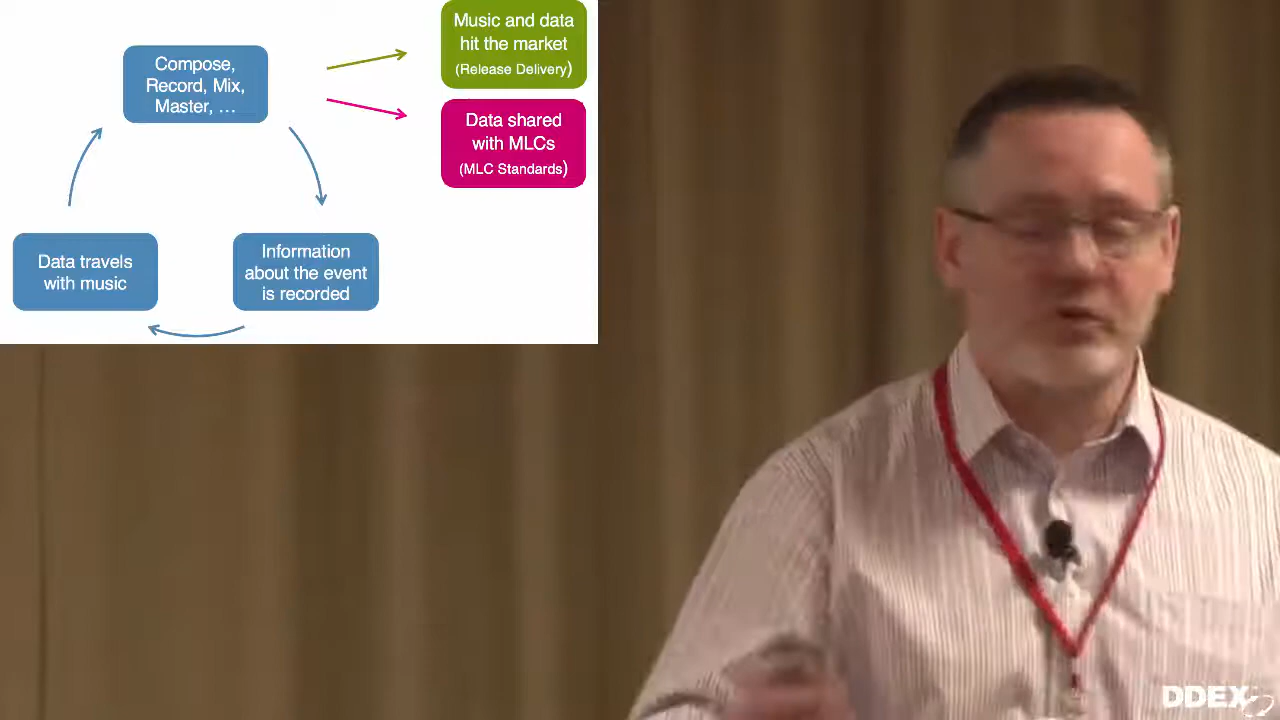 Compose,
Record, Mix,
Master, ...
Music and data
hit the market
(Release Delivery)
Data shared
with MLCs
(MLC Standards)
Data travels
with music
Information
about the event
is recorded
DDEX